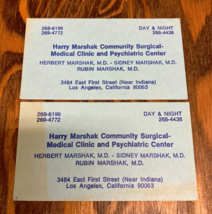 268-6196 DAY & NIGHT
269-4772 268-4436
Harry Marshak Community Surgical-
Medical Clinic and Psychiatric Center
HERBERT MARSHAK, M.D. - SIDNEY MARSHAK, M.D.
RUBIN MARSHAK, M.D.
3484 East First Street (Near Indiana)
Los Angeles, California 90063
268-6196 DAY & NIGHT
269-4772 268-4436
Harry Marshak Community Surgical-
Medical Clinic and Psychiatric Center
HERBERT MARSHAK, M.D. - SIDNEY MARSHAK, M.D.
RUBIN MARSHAK, M.D.
3484 East First Street (Near Indiana)
Los Angeles, California 90063